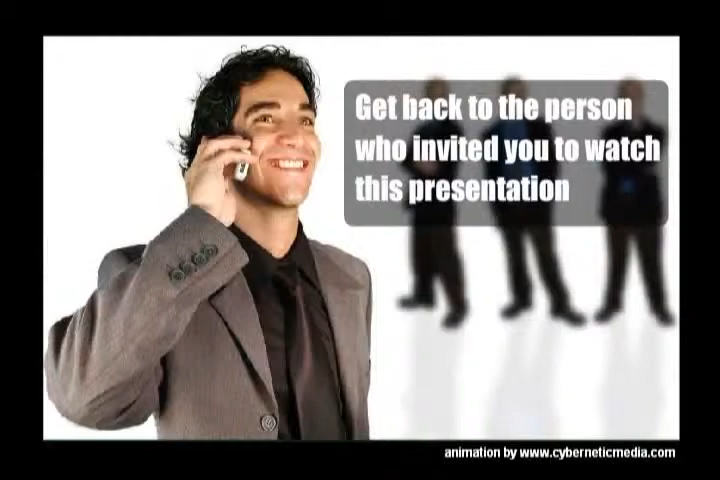 Get back to the person
who invited you to watch
this presentation
animation by www.cyberneticmedia.com